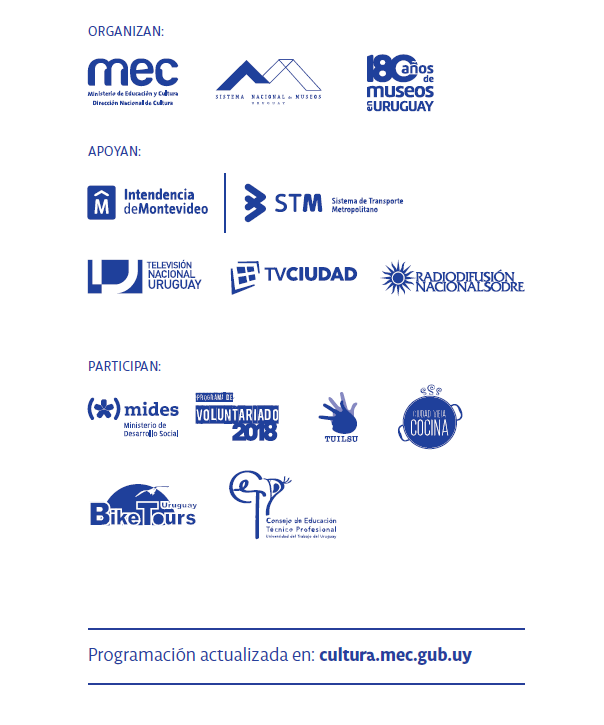 ORGANIZAN:
mec
Ministerio de Educación y Cultura
Dirección Nacional de Cultura
SISTEMA NACIONAL de MUSEOS
URUGUAY
180 años
de
museos
en URUGUAY
APOYAN:
Intendencia
deMontevideo
M
STM
Sistema de Transporte
Metropolitano
TELEVISIÓN
NACIONAL
URUGUAY
TVCIUDAD
RADIODIFUSIÓN
NACIONALSODRE
PARTICIPAN:
mides
Ministerio de
Desarrollo Social
PROGRAMA DE
VOLUNTARIADO
2018
TUILSU
CIUDAD VIEJA
COCINA
Uruguay
BikeTours
Consejo de Educación
Técnico Profesional
Universidad del Trabajo del Uruguay
Programación actualizada en: cultura.mec.gub.uy